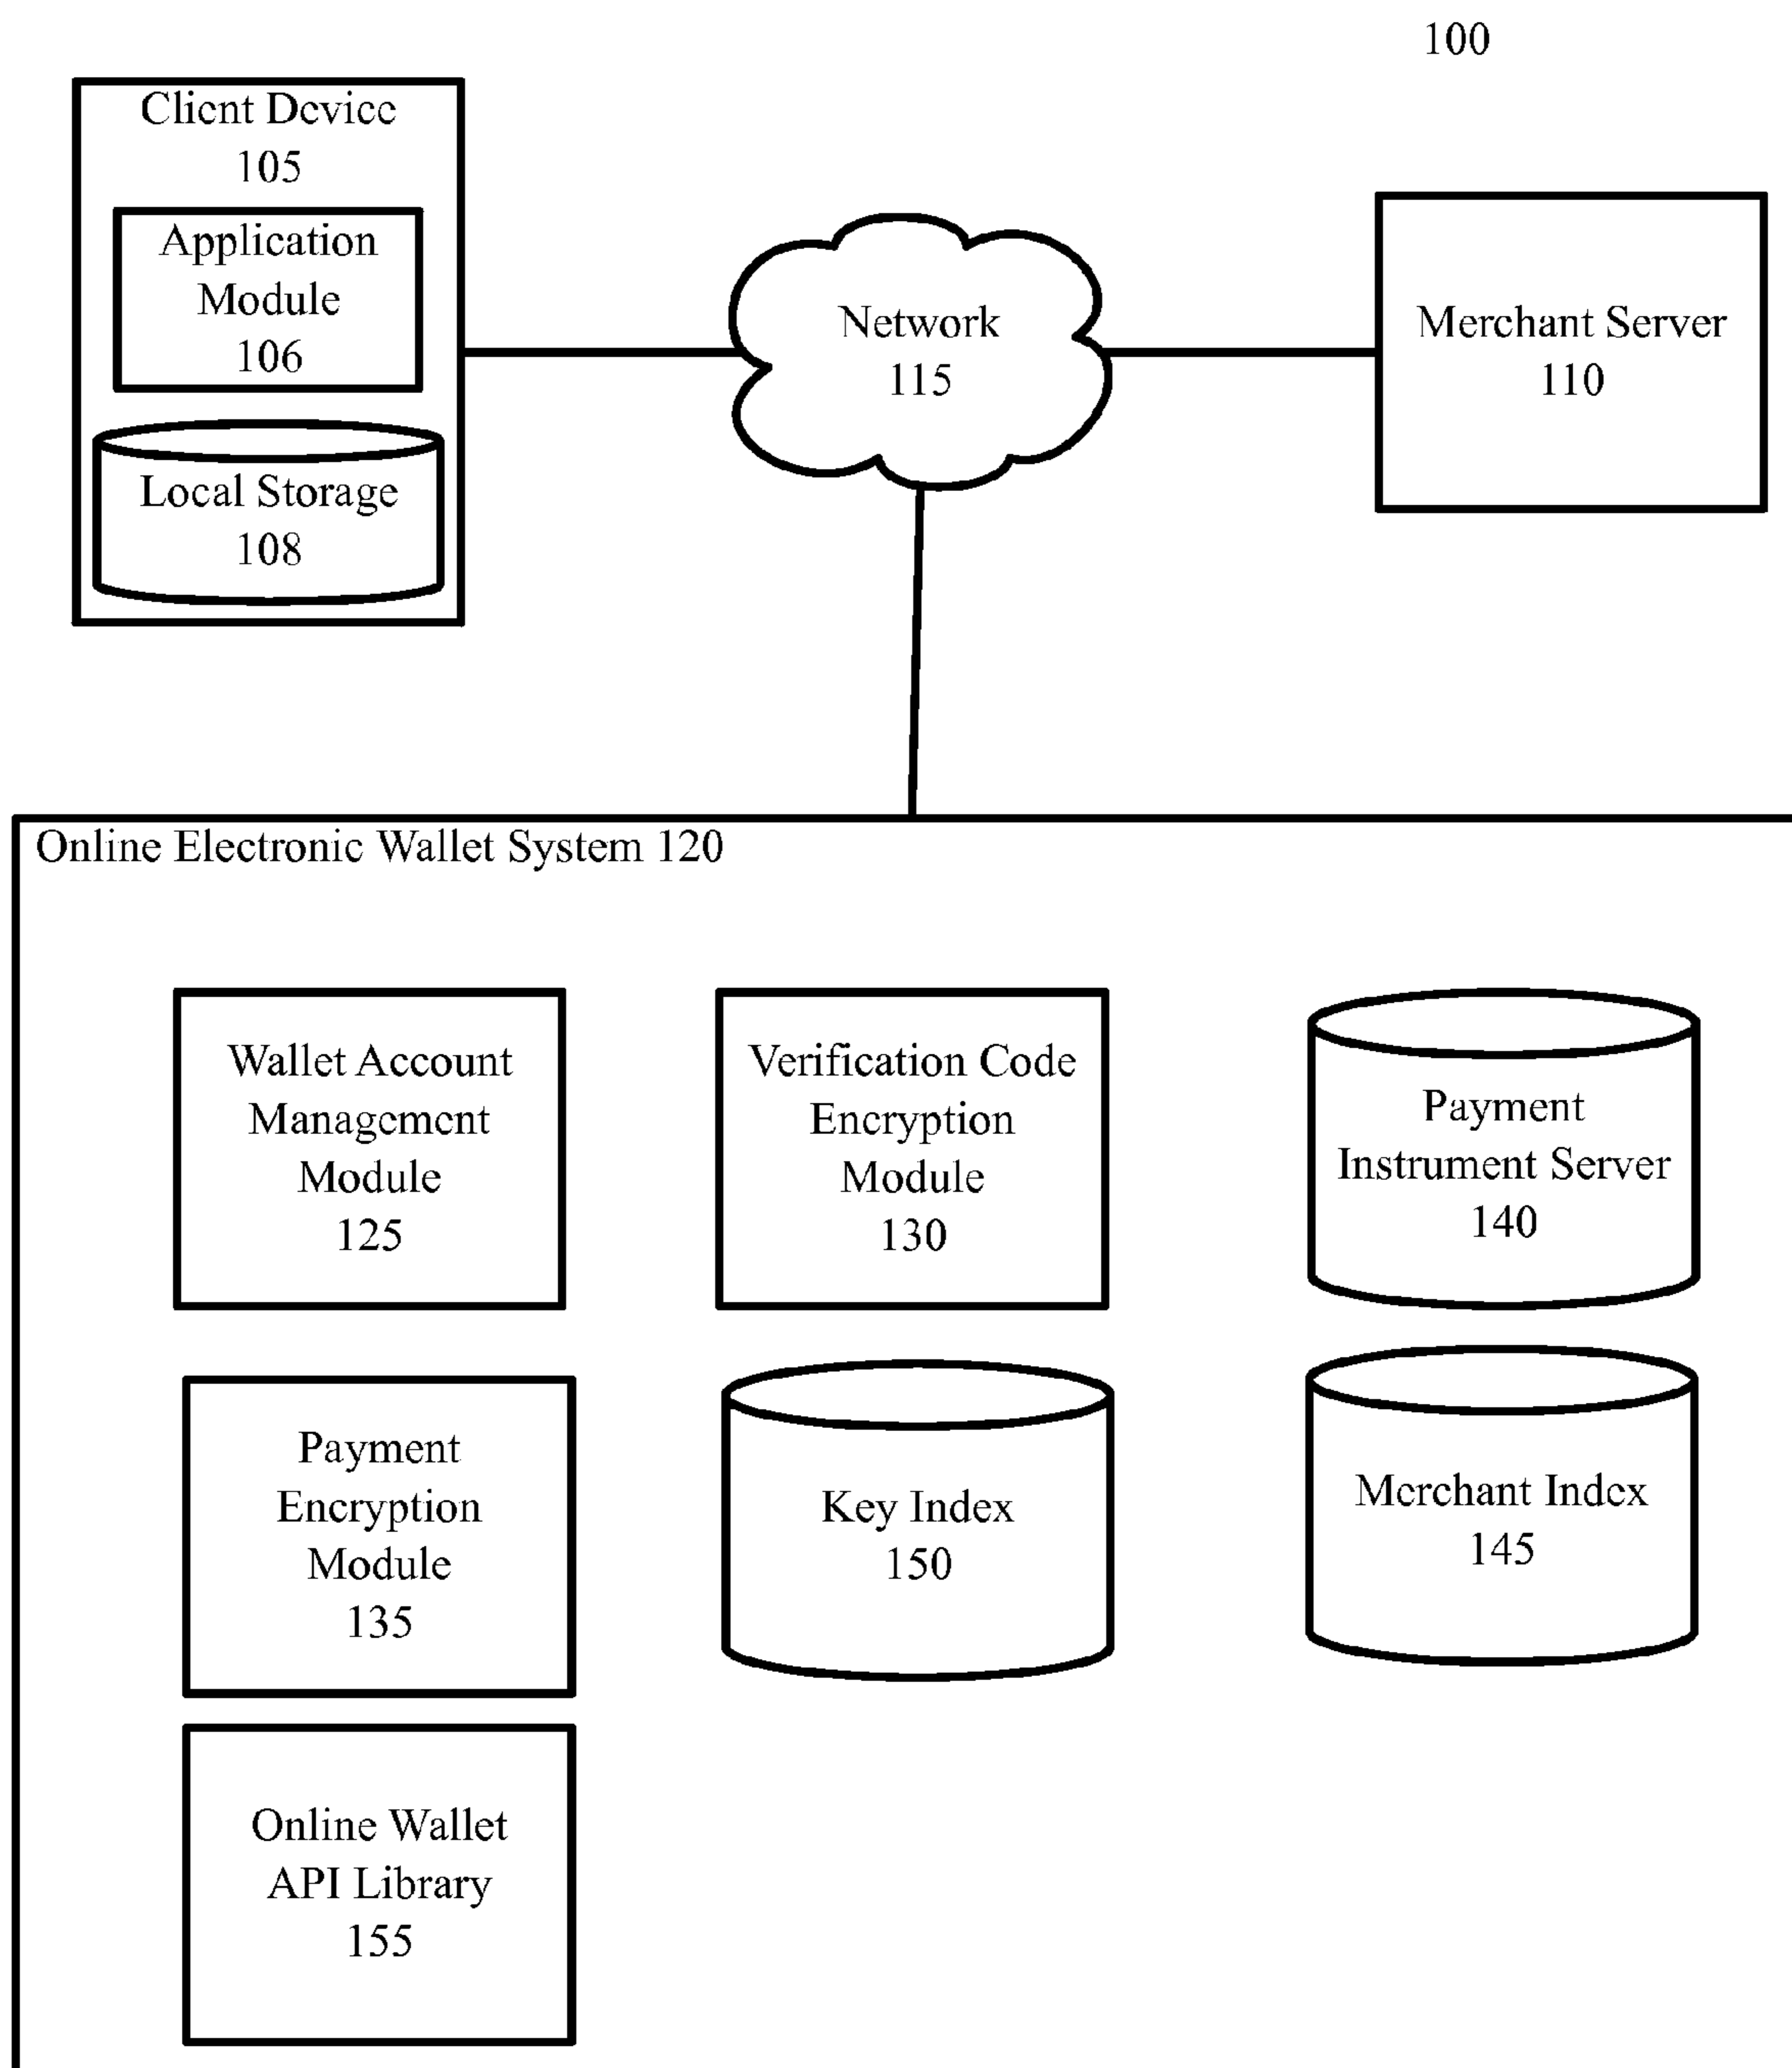 100
Client Device
105
Application
Module
106
Local Storage
108
Network
115
Merchant Server
110
Online Electronic Wallet System 120
Wallet Account
Management
Module
125
Verification Code
Encryption
Module
130
Payment
Instrument Server
140
Payment
Encryption
Module
135
Key Index
150
Merchant Index
145
Online Wallet
API Library
155